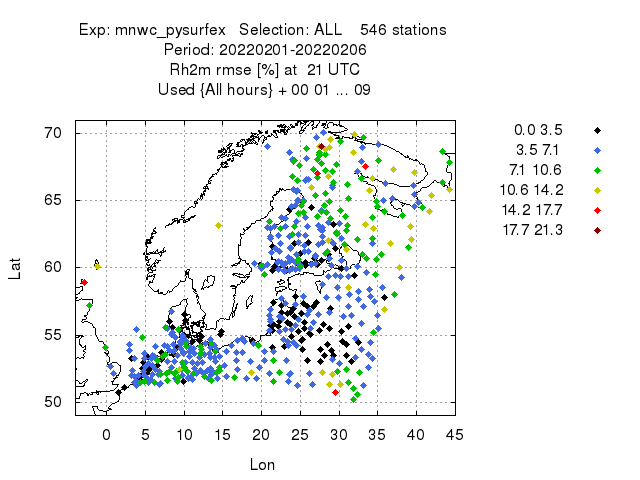 Exp: mnwc_pysurfex   Selection: ALL    546 stations
Period: 20220201-20220206
Rh2m rmse [%] at  21 UTC
Used {All hours} + 00 01 ... 09
70
65
60
55
50
Lat
0 5 10 15 20 25 30 35 40 45
Lon
0.0 3.5
3.5 7.1
7.1 10.6
10.6 14.2
14.2 17.7
17.7 21.3